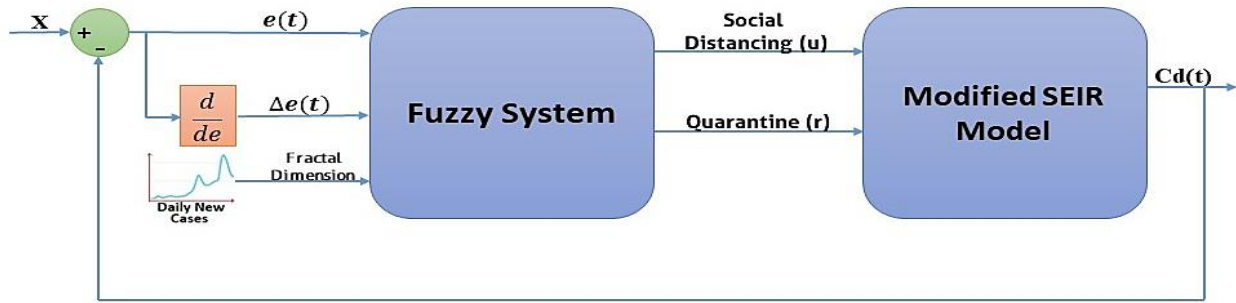 X
+
-
e(t)
d
de
Δe(t)
Fractal
Dimension
Daily New
Cases
Fuzzy System
Social
Distancing (u)
Quarantine (r)
Modified SEIR
Model
Cd(t)